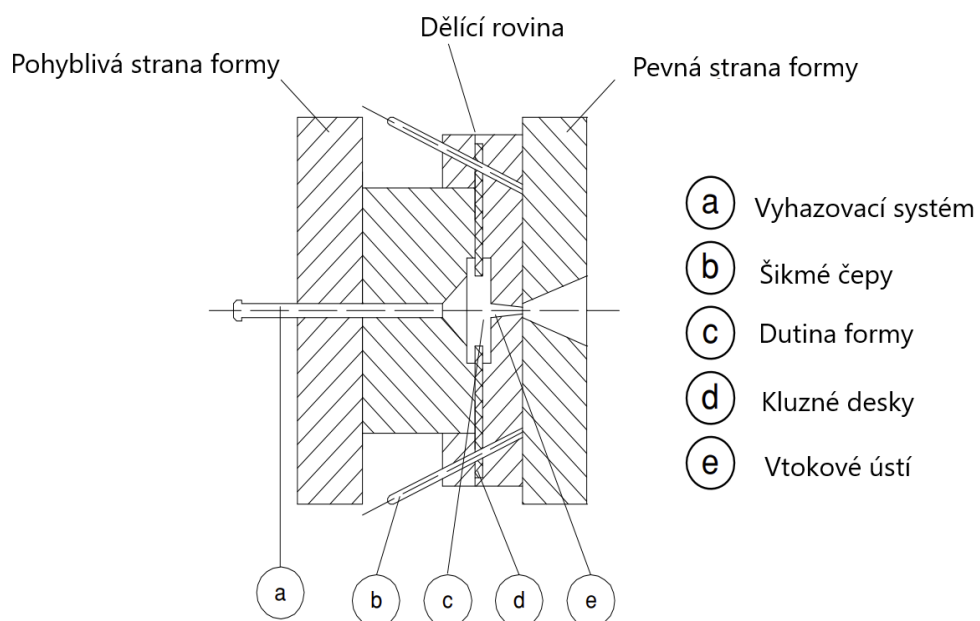 Dělící rovina
Pohyblivá strana formy
Pevná strana formy
a Vyhazovací systém
b Šikmé čepy
c Dutina formy
d Kluzné desky
e Vtokové ústí
a b c d e